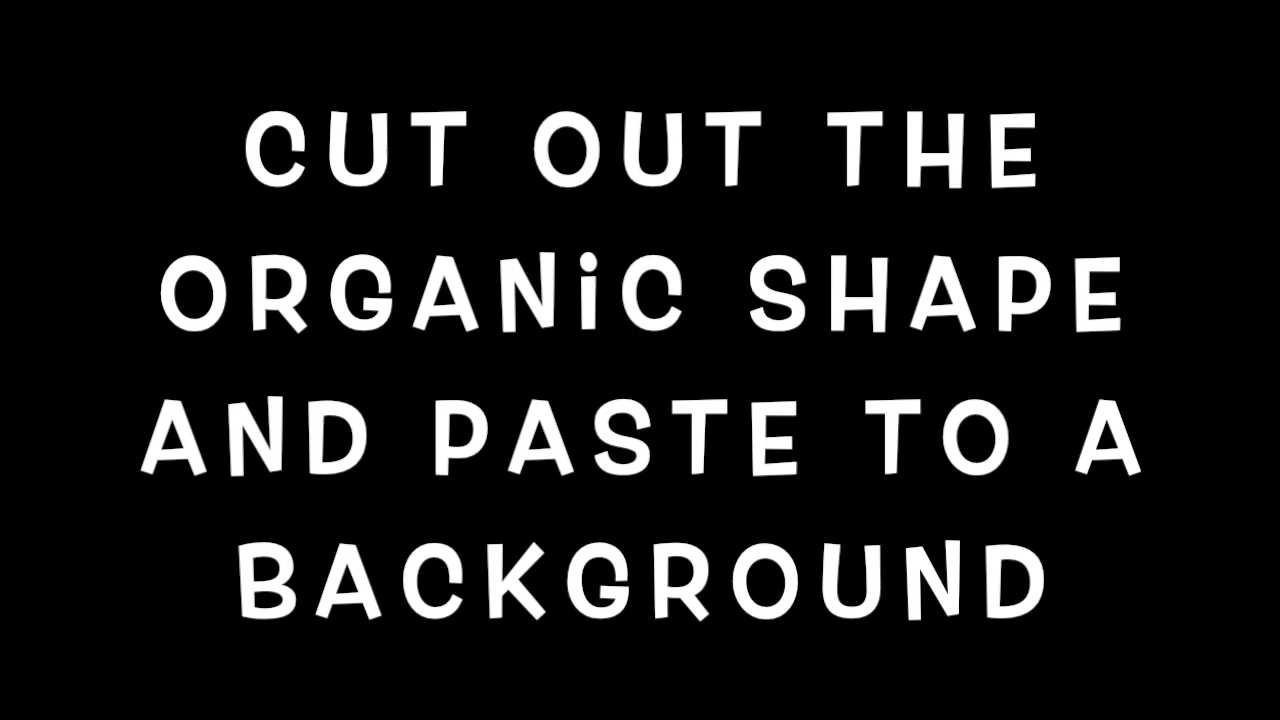 CUT OUT THE
ORGANiC SHAPE
AND PASTE TO A
BACKGROUND